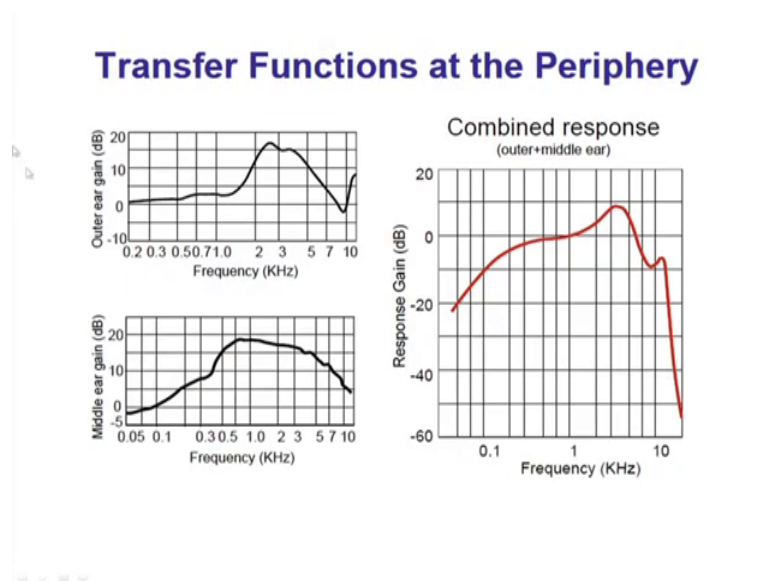 Transfer Functions at the Periphery
Outer ear gain (dB)
20
10
0
-10
0.2 0.3 0.50.71.0 2 3 5 7 10
Frequency (KHz)
Middle ear gain (dB)
20
10
0
-5
0.05 0.1 0.30.5 1.0 2 3 5 7 10
Frequency (KHz)
Combined response
(outer+middle ear)
Response Gain (dB)
20
0
-20
-40
-60
0.1 1 10
Frequency (KHz)